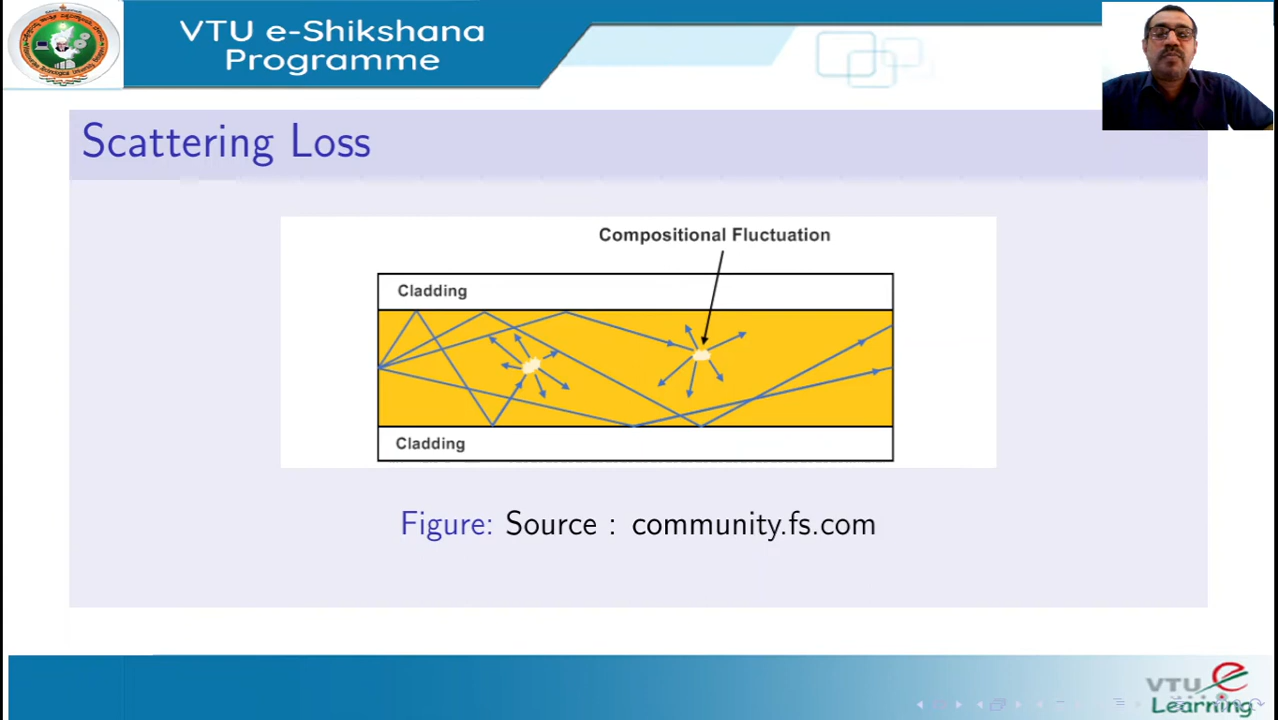 VTU e-Shikshana
Programme
Scattering Loss
Compositional Fluctuation
Cladding
Cladding
Figure: Source : community.fs.com
VTU
Learning